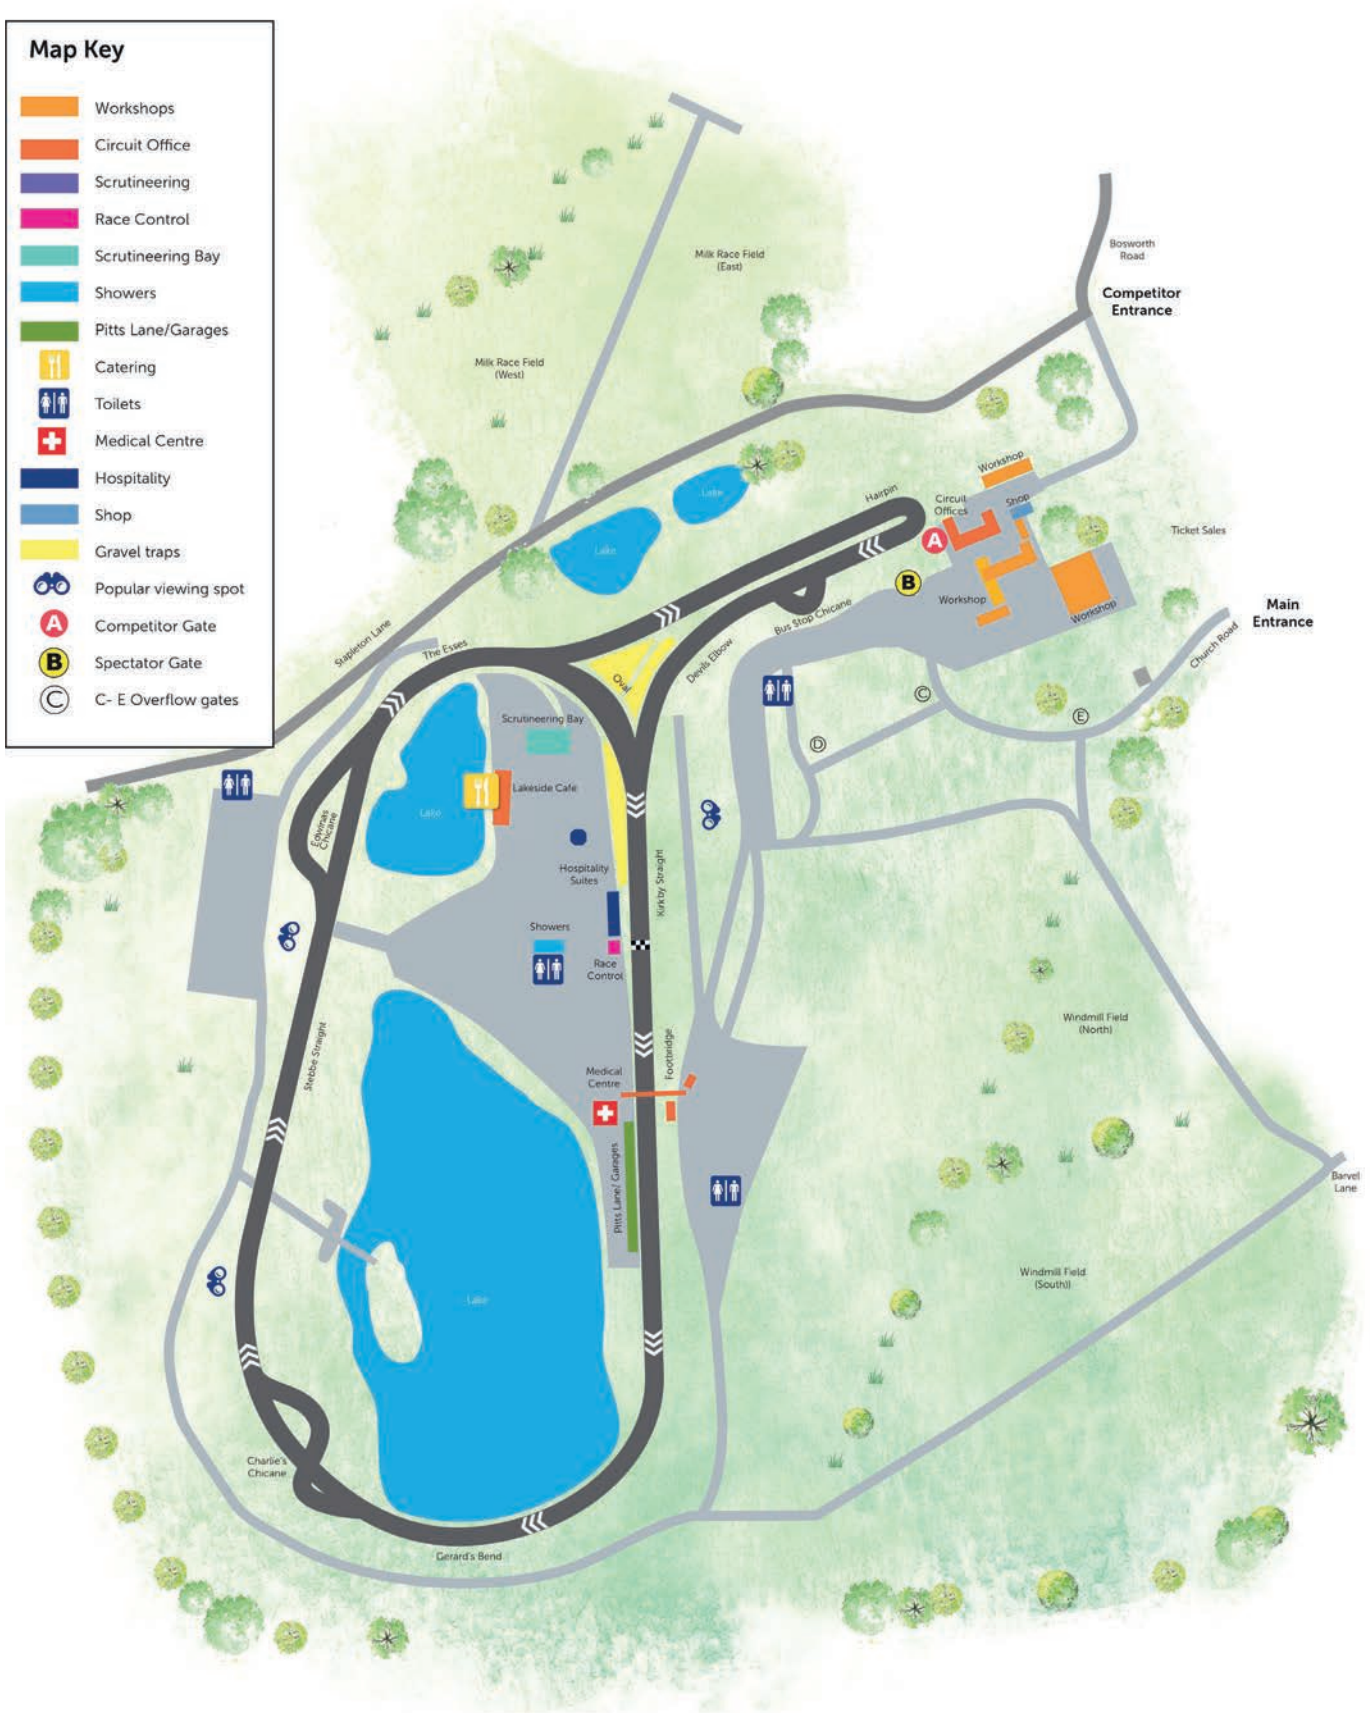 Map Key
Workshops
Circuit Office
Scrutineering
Race Control
Scrutineering Bay
Showers
Pitts Lane/Garages
Catering
Toilets
Medical Centre
Hospitality
Shop
Gravel traps
Popular viewing spot
A
Competitor Gate
B
Spectator Gate
C
C- E Overflow gates
Milk Race Field
(East)
Bosworth
Road
Competitor
Entrance
Milk Race Field
(West)
Workshop
Lake
Hairpin
Circuit
Offices
Shop
Ticket Sales
A
Lake
B
Workshop
Workshop
Main
Entrance
Bus Stop Chicane
Church Road
Stapleton Lane
The Esses
Devils Elbow
Oval
C
E
D
Scrutineering Bay
Lakeside Cafe
Lake
Edwinas
Chicane
Hospitality
Suites
Kirkby Straight
Showers
Race
Control
Windmill Field
(North)
Stebbe Straight
Footbridge
Medical
Centre
Pitts Lane/ Garages
Barvel
Lane
Windmill Field
(South))
Lake
Charlie's
Chicane
Gerard's Bend